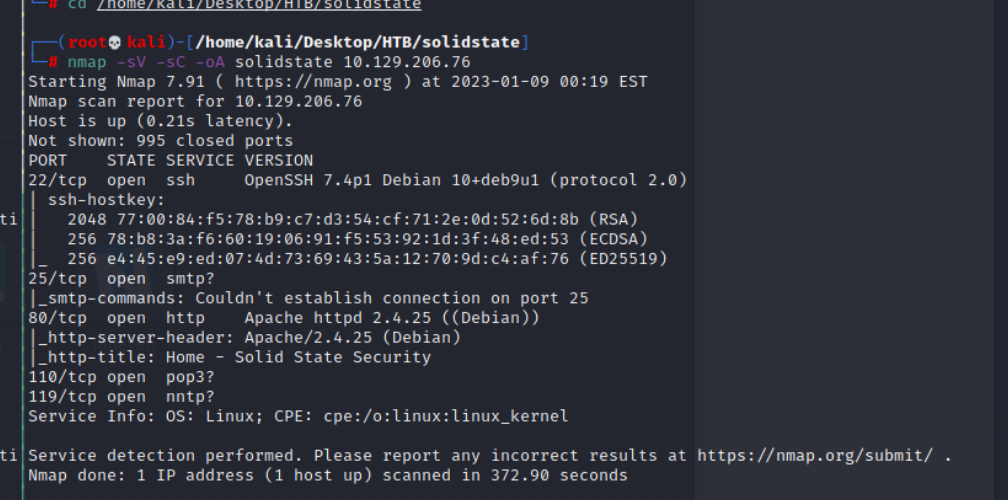 # cd /home/kali/Desktop/HTB/solidstate
(root💀kali)-[/home/kali/Desktop/HTB/solidstate]
# nmap -sV -sC -oA solidstate 10.129.206.76
Starting Nmap 7.91 ( https://nmap.org ) at 2023-01-09 00:19 EST
Nmap scan report for 10.129.206.76
Host is up (0.21s latency).
Not shown: 995 closed ports
PORT    STATE SERVICE VERSION
22/tcp  open  ssh     OpenSSH 7.4p1 Debian 10+deb9u1 (protocol 2.0)
| ssh-hostkey:
ti |   2048 77:00:84:f5:78:b9:c7:d3:54:cf:71:2e:0d:52:6d:8b (RSA)
|   256 78:b8:3a:f6:60:19:06:91:f5:53:92:1d:3f:48:ed:53 (ECDSA)
|_  256 e4:45:e9:ed:07:4d:73:69:43:5a:12:70:9d:c4:af:76 (ED25519)
25/tcp  open  smtp?
|_smtp-commands: Couldn't establish connection on port 25
80/tcp  open  http    Apache httpd 2.4.25 ((Debian))
|_http-server-header: Apache/2.4.25 (Debian)
|_http-title: Home - Solid State Security
110/tcp open  pop3?
119/tcp open  nntp?
Service Info: OS: Linux; CPE: cpe:/o:linux:linux_kernel
ti Service detection performed. Please report any incorrect results at https://nmap.org/submit/ .
Nmap done: 1 IP address (1 host up) scanned in 372.90 seconds